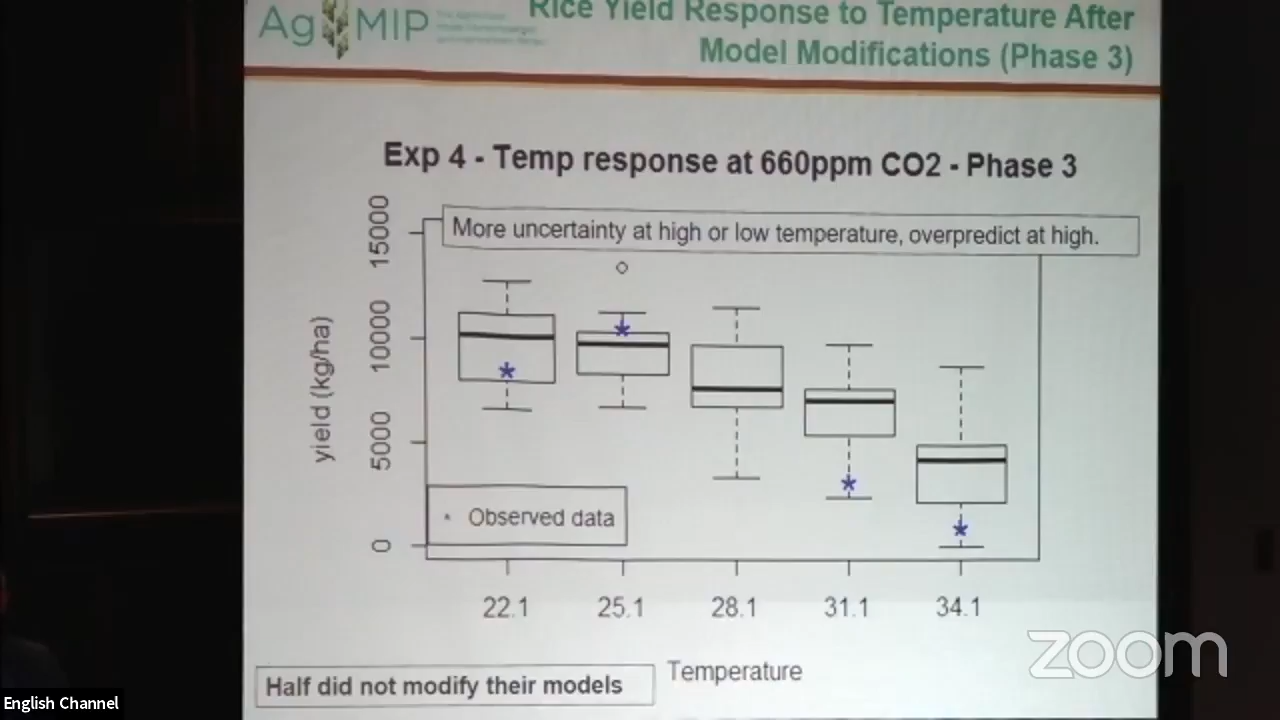 AgMIP
Rice Yield Response to Temperature After
Model Modifications (Phase 3)
Exp 4 - Temp response at 660ppm CO2 - Phase 3
More uncertainty at high or low temperature, overpredict at high.
15000
10000
5000
0
yield (kg/ha)
* Observed data
22.1 25.1 28.1 31.1 34.1
Temperature
Half did not modify their models
zoom
English Channel